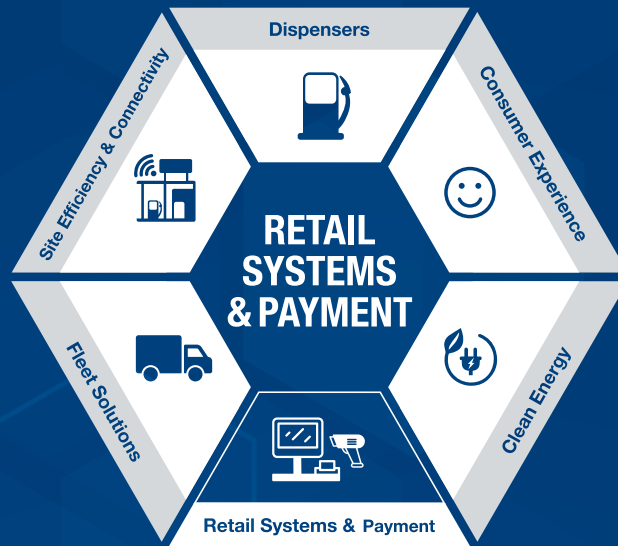 Dispensers
Site Efficiency & Connectivity
Consumer Experience
RETAIL
SYSTEMS
& PAYMENT
Fleet Solutions
Clean Energy
Retail Systems & Payment